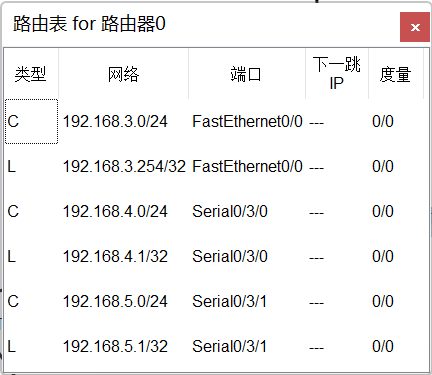 路由表 for 路由器0
×
类型 网络 端口 下一跳 IP 度量
C 192.168.3.0/24 FastEthernet0/0 --- 0/0
L 192.168.3.254/32 FastEthernet0/0 --- 0/0
C 192.168.4.0/24 Serial0/3/0 --- 0/0
L 192.168.4.1/32 Serial0/3/0 --- 0/0
C 192.168.5.0/24 Serial0/3/1 --- 0/0
L 192.168.5.1/32 Serial0/3/1 --- 0/0